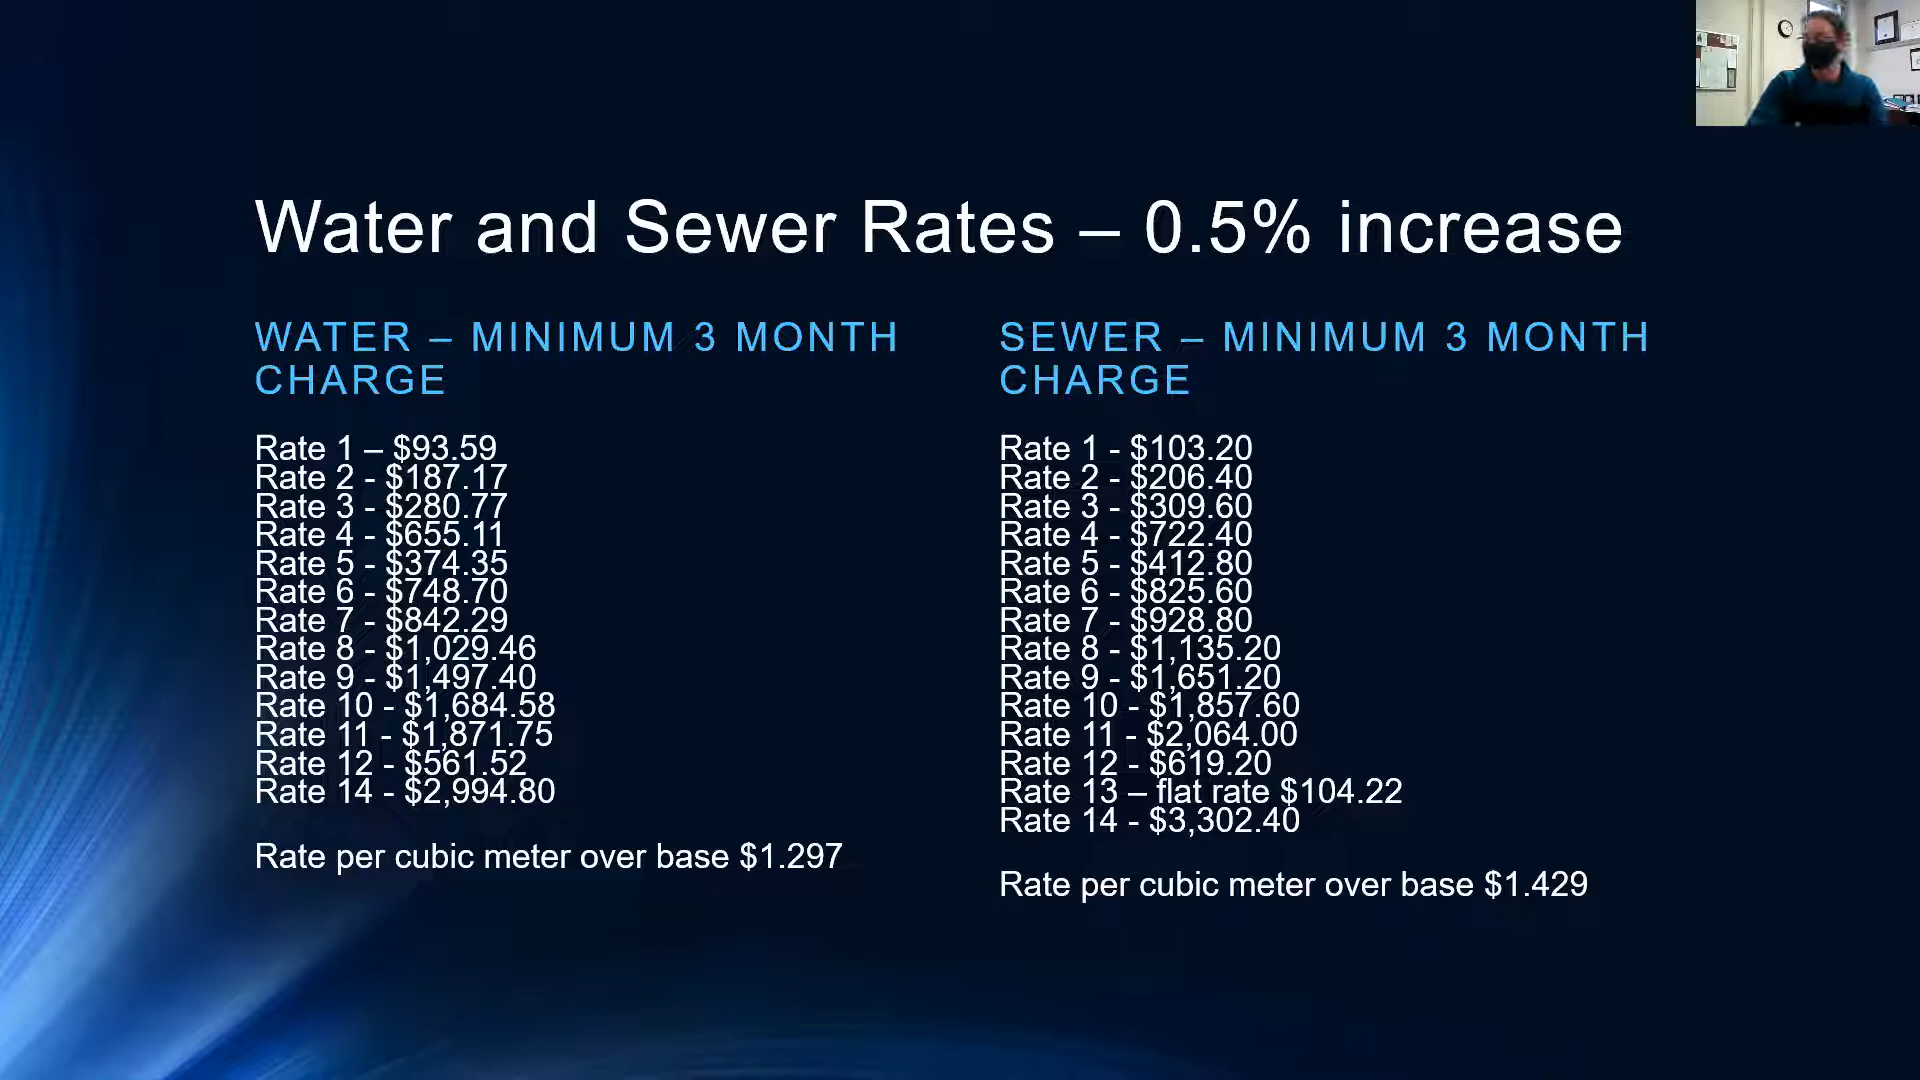 Water and Sewer Rates – 0.5% increase
WATER – MINIMUM 3 MONTH
CHARGE
Rate 1 – $93.59
Rate 2 - $187.17
Rate 3 - $280.77
Rate 4 - $655.11
Rate 5 - $374.35
Rate 6 - $748.70
Rate 7 - $842.29
Rate 8 - $1,029.46
Rate 9 - $1,497.40
Rate 10 - $1,684.58
Rate 11 - $1,871.75
Rate 12 - $561.52
Rate 14 - $2,994.80
Rate per cubic meter over base $1.297
SEWER – MINIMUM 3 MONTH
CHARGE
Rate 1 - $103.20
Rate 2 - $206.40
Rate 3 - $309.60
Rate 4 - $722.40
Rate 5 - $412.80
Rate 6 - $825.60
Rate 7 - $928.80
Rate 8 - $1,135.20
Rate 9 - $1,651.20
Rate 10 - $1,857.60
Rate 11 - $2,064.00
Rate 12 - $619.20
Rate 13 – flat rate $104.22
Rate 14 - $3,302.40
Rate per cubic meter over base $1.429